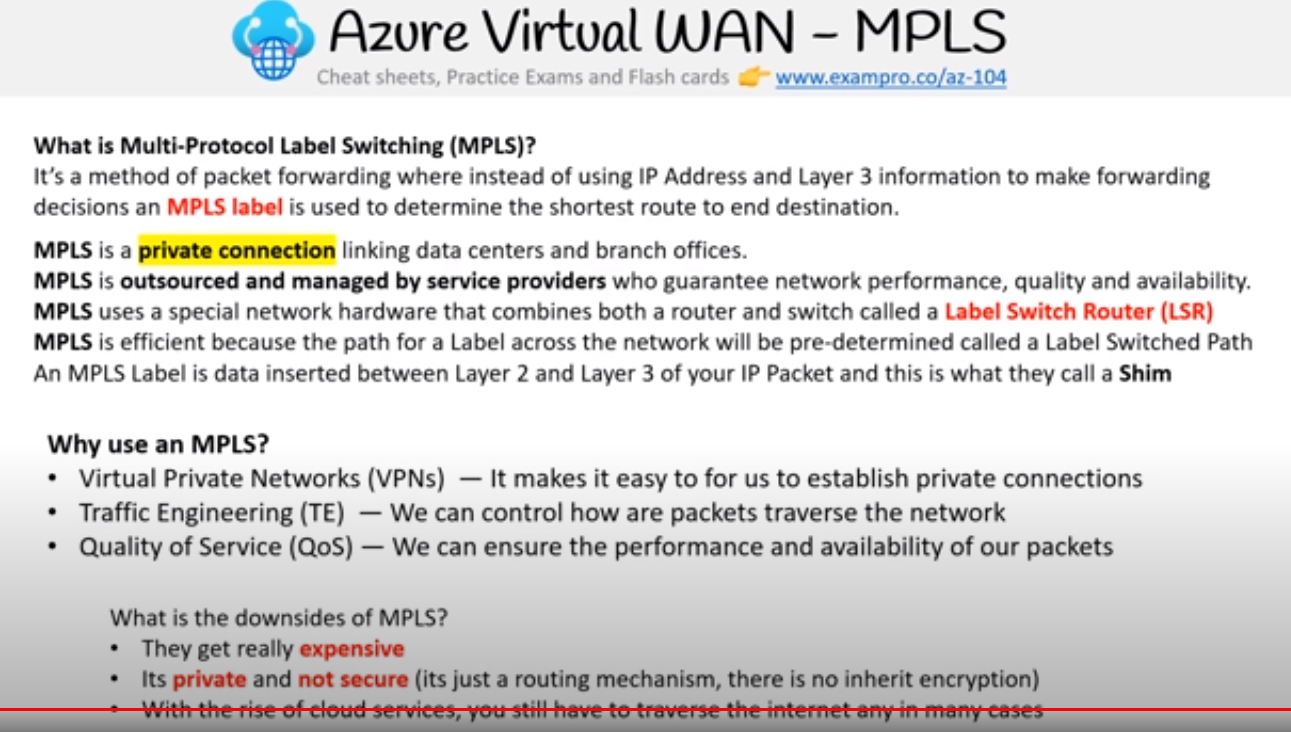 Azure Virtual WAN – MPLS
Cheat sheets, Practice Exams and Flash cards 👉 www.exampro.co/az-104
What is Multi-Protocol Label Switching (MPLS)?
It's a method of packet forwarding where instead of using IP Address and Layer 3 information to make forwarding
decisions an MPLS label is used to determine the shortest route to end destination.
MPLS is a private connection linking data centers and branch offices.
MPLS is outsourced and managed by service providers who guarantee network performance, quality and availability.
MPLS uses a special network hardware that combines both a router and switch called a Label Switch Router (LSR)
MPLS is efficient because the path for a Label across the network will be pre-determined called a Label Switched Path
An MPLS Label is data inserted between Layer 2 and Layer 3 of your IP Packet and this is what they call a Shim
Why use an MPLS?
• Virtual Private Networks (VPNs) — It makes it easy to for us to establish private connections
• Traffic Engineering (TE) — We can control how are packets traverse the network
• Quality of Service (QoS) — We can ensure the performance and availability of our packets
What is the downsides of MPLS?
• They get really expensive
• Its private and not secure (its just a routing mechanism, there is no inherit encryption)
• With the rise of cloud services, you still have to traverse the internet any in many cases